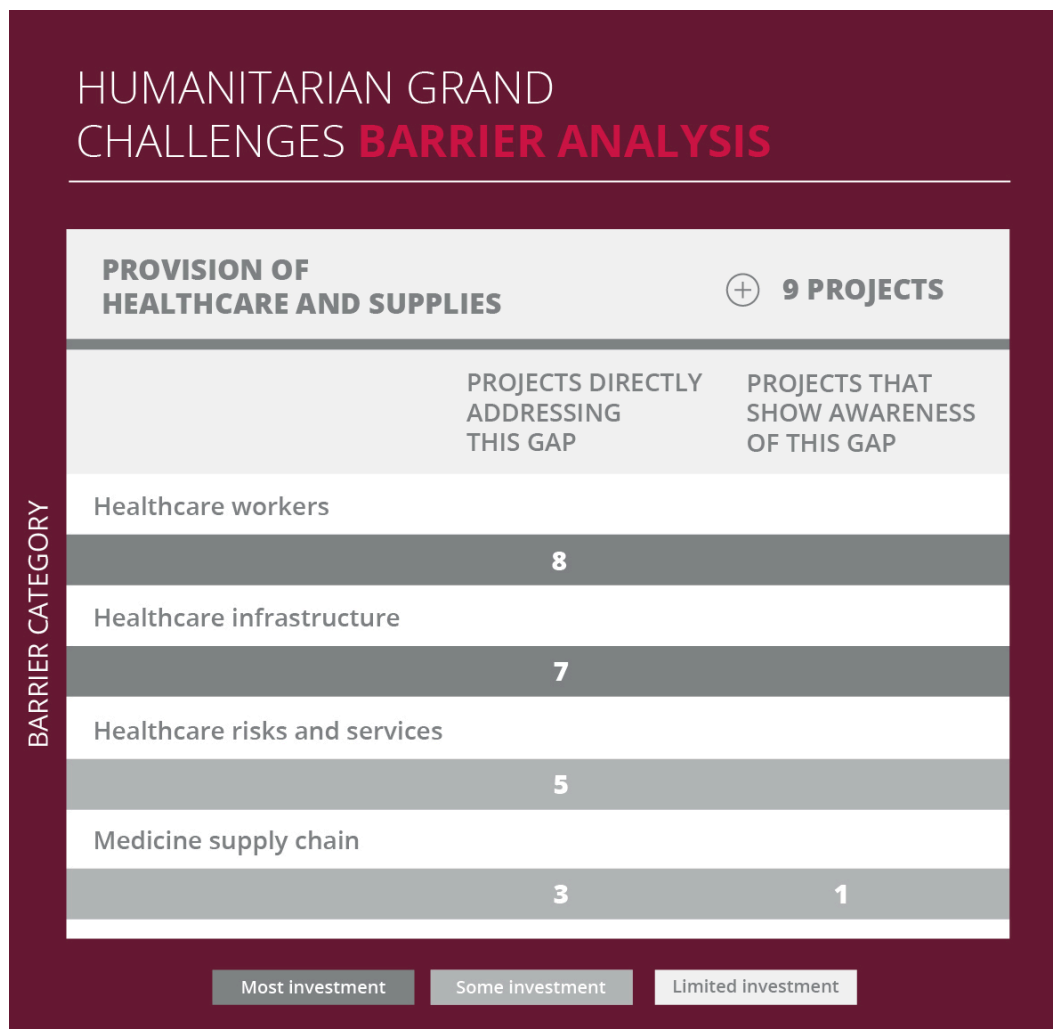 HUMANITARIAN GRAND
CHALLENGES BARRIER ANALYSIS
PROVISION OF
HEALTHCARE AND SUPPLIES
9 PROJECTS
PROJECTS DIRECTLY
ADDRESSING
THIS GAP
PROJECTS THAT
SHOW AWARENESS
OF THIS GAP
BARRIER CATEGORY
Healthcare workers
8
Healthcare infrastructure
7
Healthcare risks and services
5
Medicine supply chain
3 1
Most investment
Some investment
Limited investment